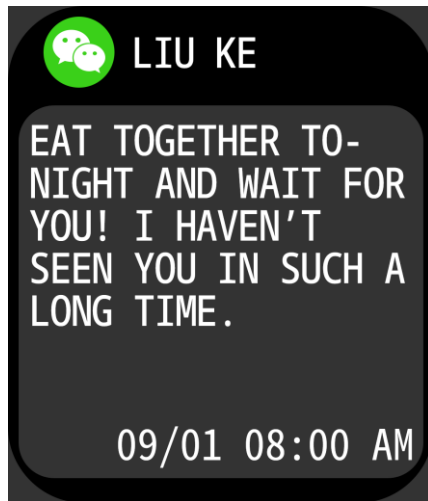 LIU KE
EAT TOGETHER TO-
NIGHT AND WAIT FOR
YOU! I HAVEN’T
SEEN YOU IN SUCH A
LONG TIME.
09/01 08:00 AM